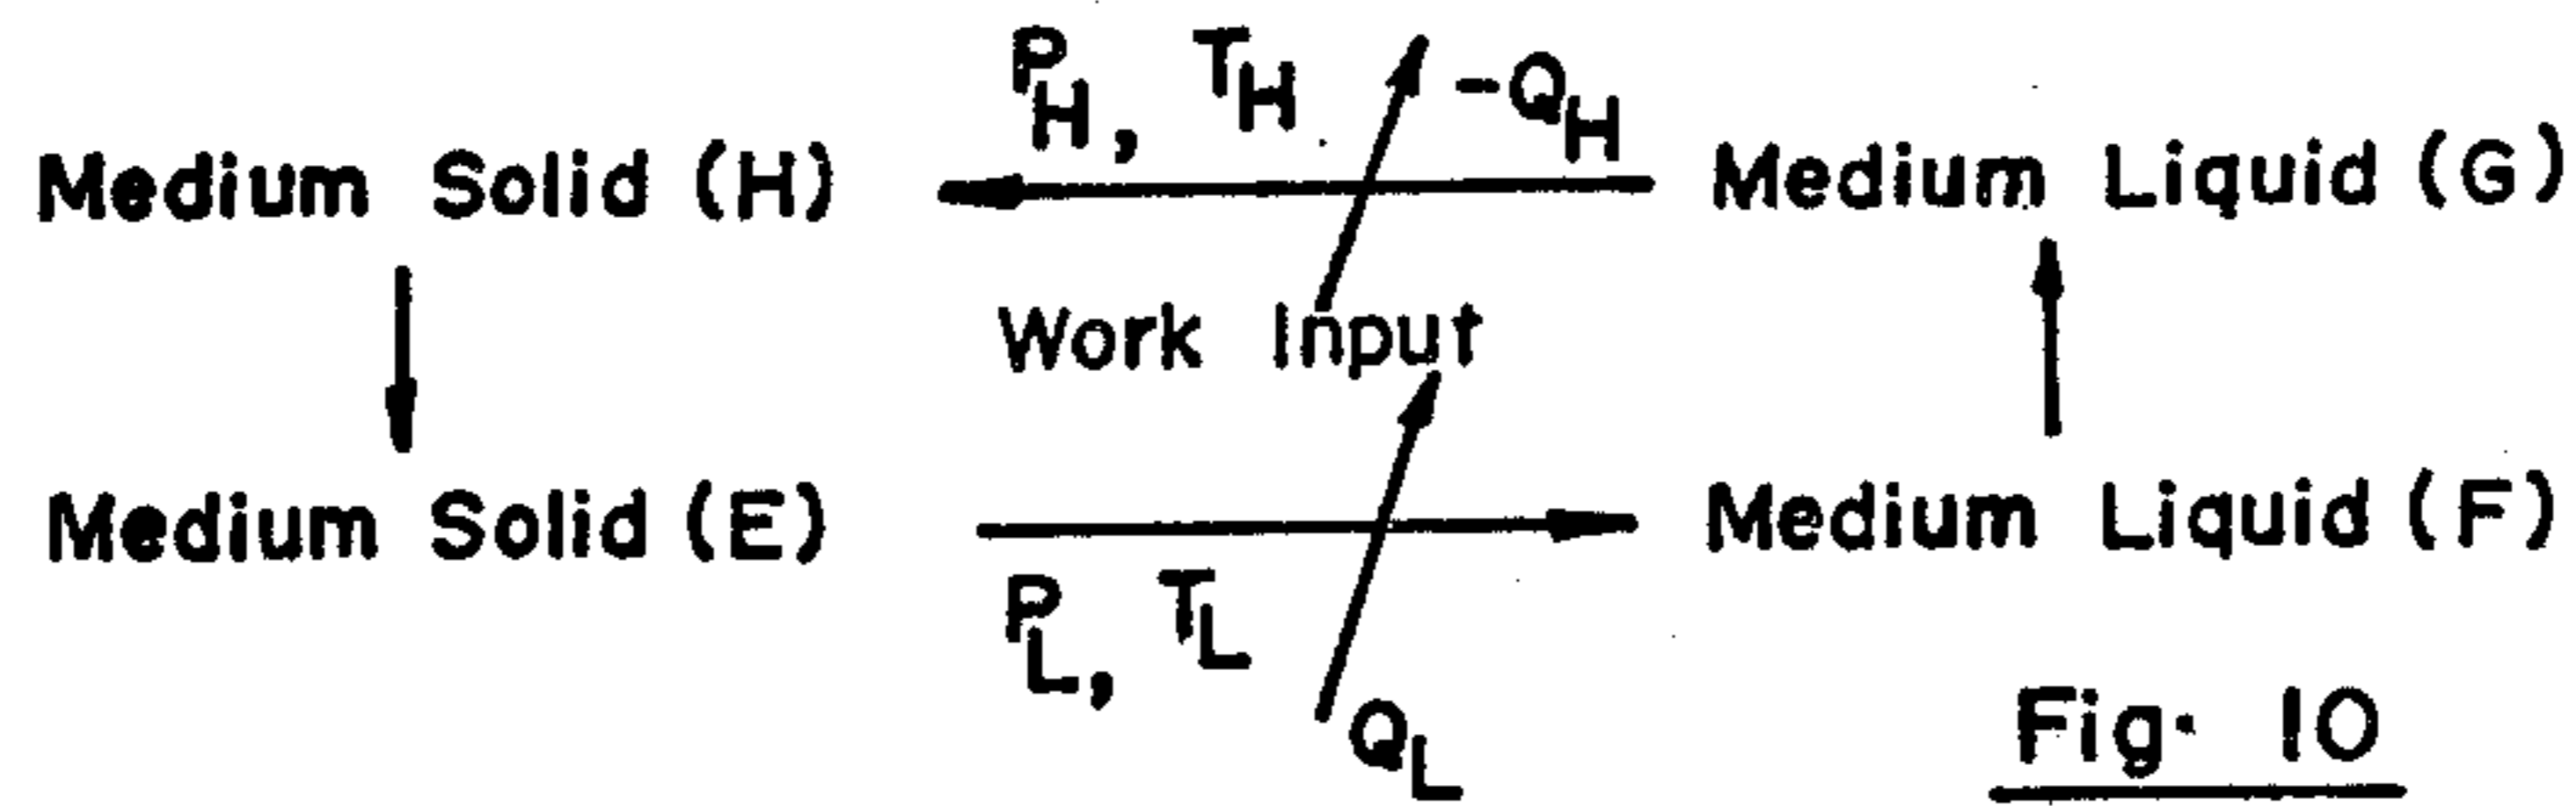 P_H, T_H -Q_H
Medium Solid (H) Medium Liquid (G)
Work Input
Medium Solid (E) Medium Liquid (F)
P_L, T_L
Q_L
Fig. 10